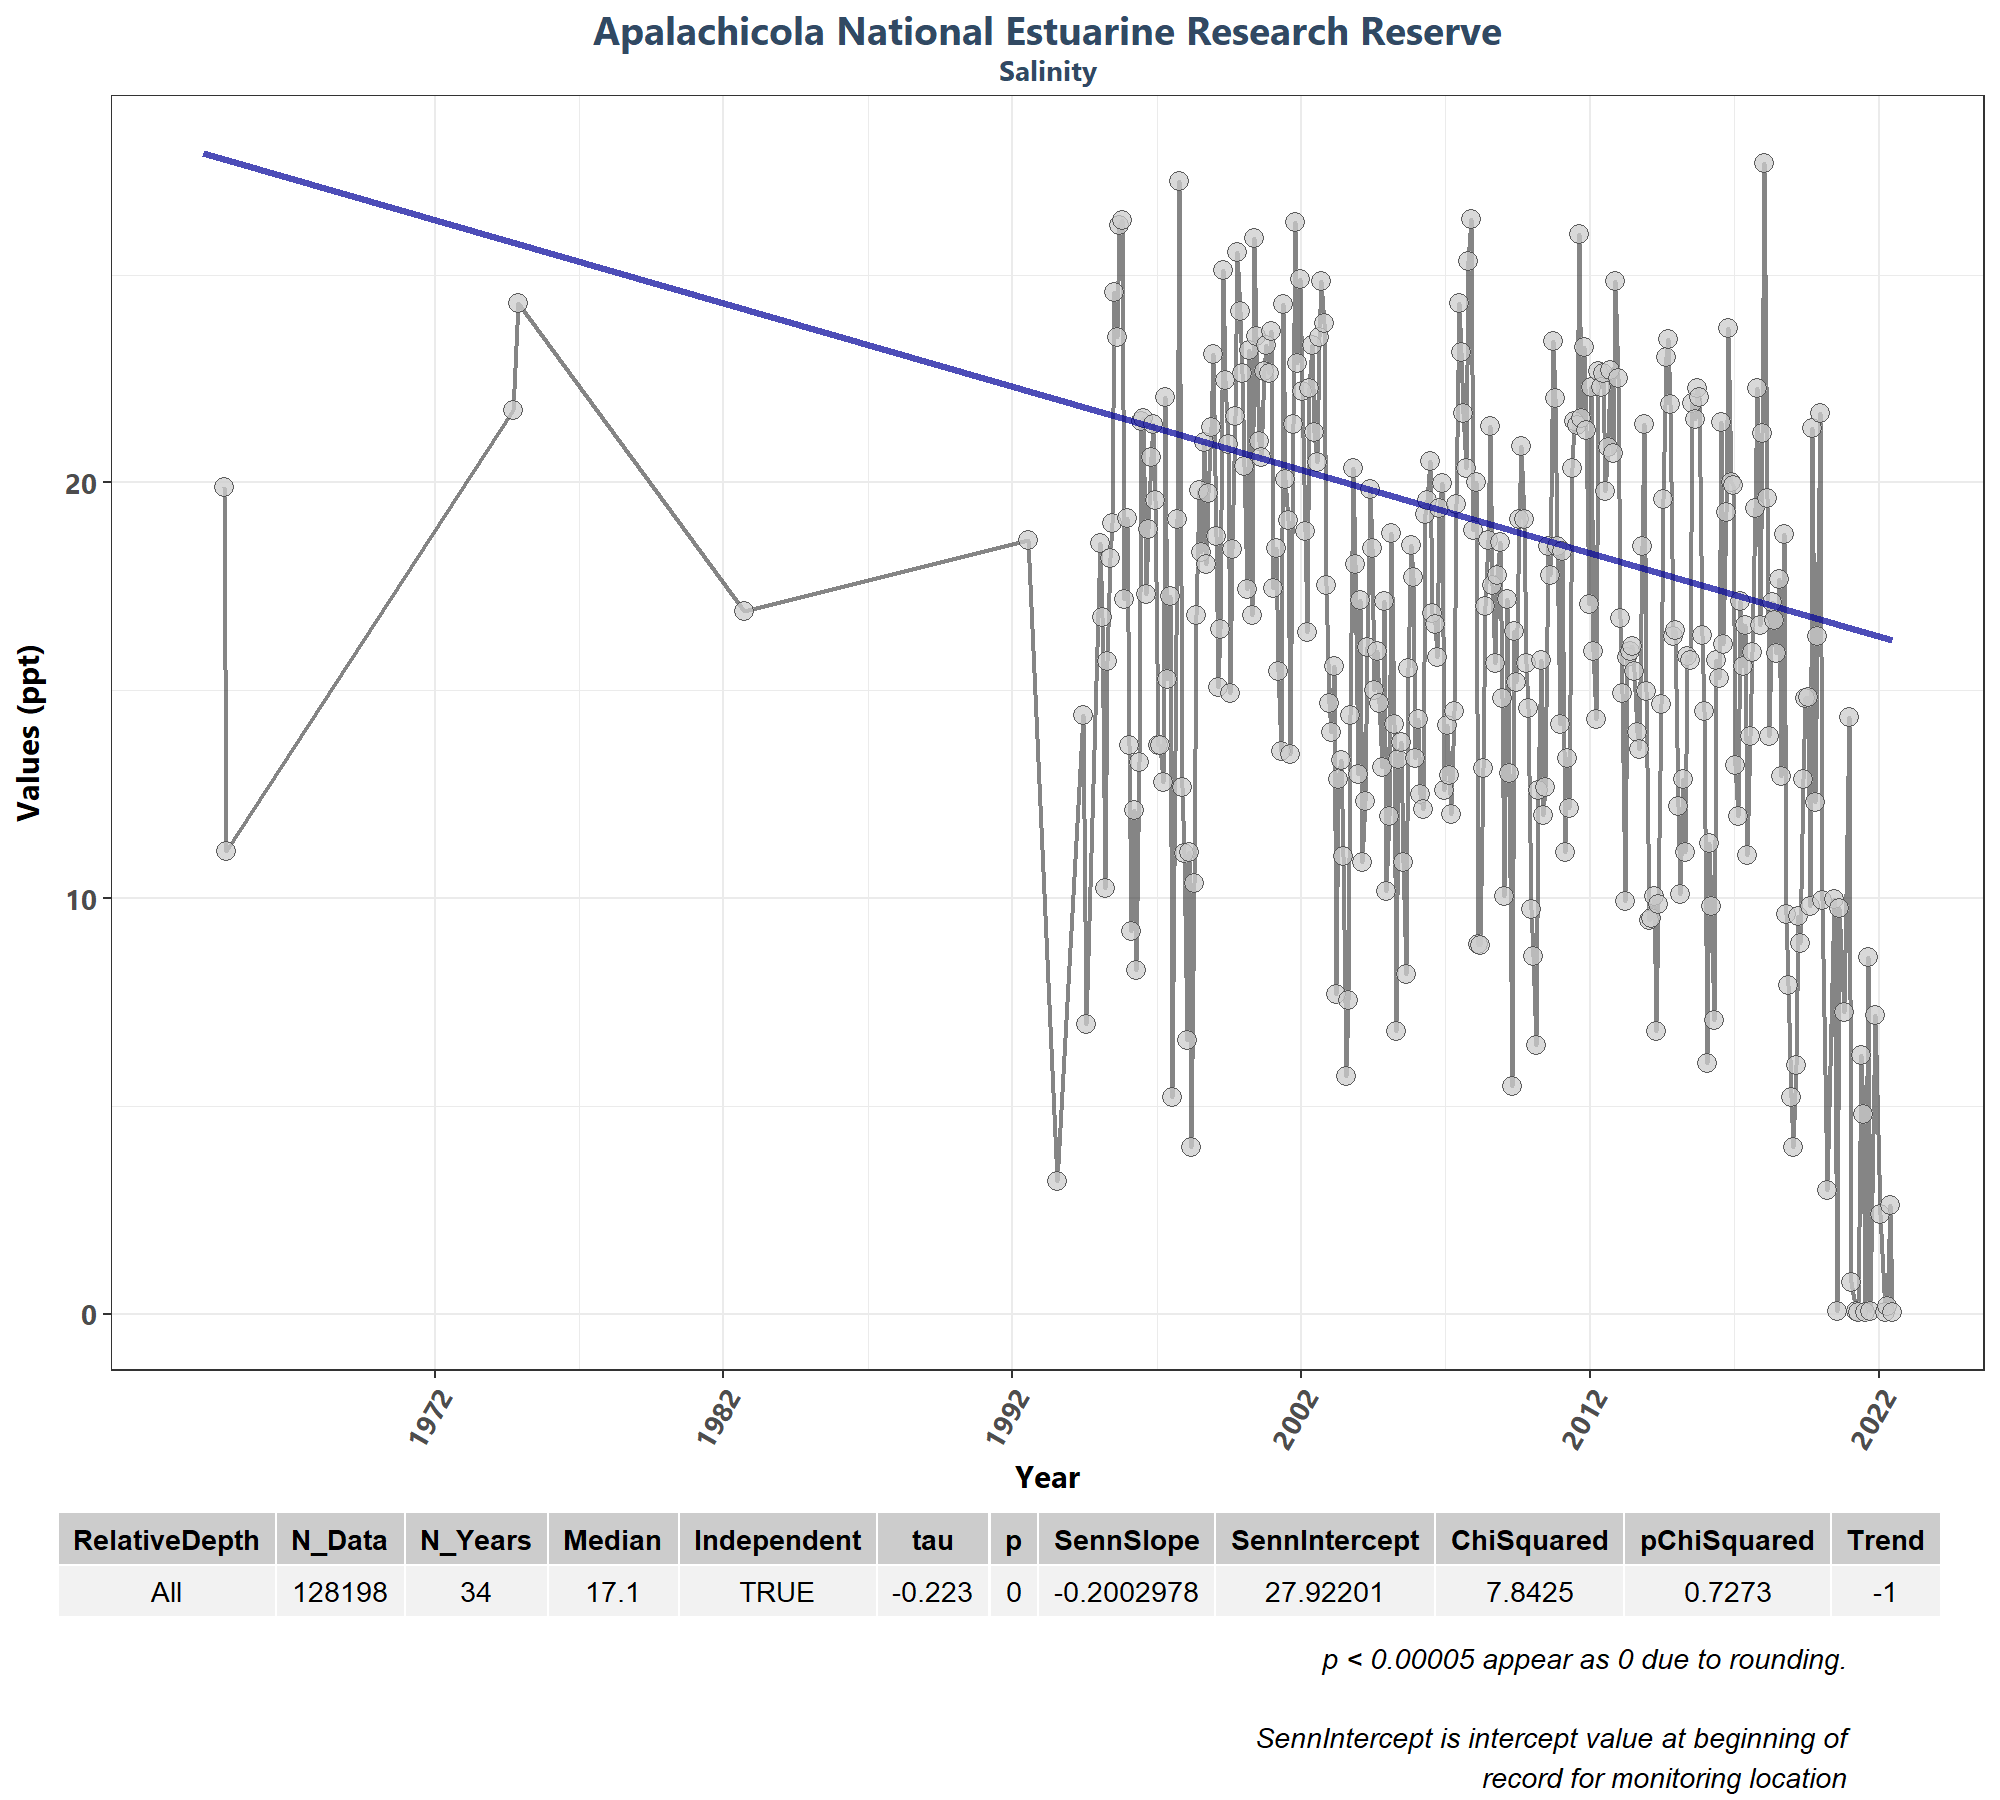 Apalachicola National Estuarine Research Reserve
Salinity
Values (ppt)
20
10
0
1972 1982 1992 2002 2012 2022
Year
RelativeDepth N_Data N_Years Median Independent tau p SennSlope SennIntercept ChiSquared pChiSquared Trend
All 128198 34 17.1 TRUE -0.223 0 -0.2002978 27.92201 7.8425 0.7273 -1
p < 0.00005 appear as 0 due to rounding.
SennIntercept is intercept value at beginning of
record for monitoring location